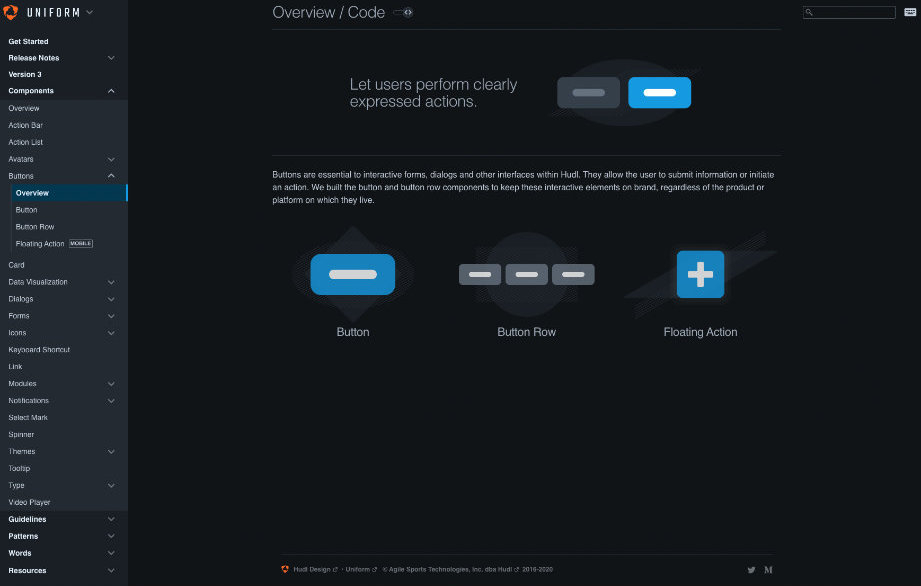 UNIFORM
Overview / Code
Get Started
Release Notes
Version 3
Components
Overview
Action Bar
Action List
Avatars
Buttons
Overview
Button
Button Row
Floating Action MOBILE
Card
Data Visualization
Dialogs
Forms
Icons
Keyboard Shortcut
Link
Modules
Notifications
Select Mark
Spinner
Themes
Tooltip
Type
Video Player
Guidelines
Patterns
Words
Resources
Let users perform clearly
expressed actions.
Buttons are essential to interactive forms, dialogs and other interfaces within Hudl. They allow the user to submit information or initiate
an action. We built the button and button row components to keep these interactive elements on brand, regardless of the product or
platform on which they live.
Button
Button Row
Floating Action
Hudl Design · Uniform © Agile Sports Technologies, Inc. dba Hudl 2016-2020